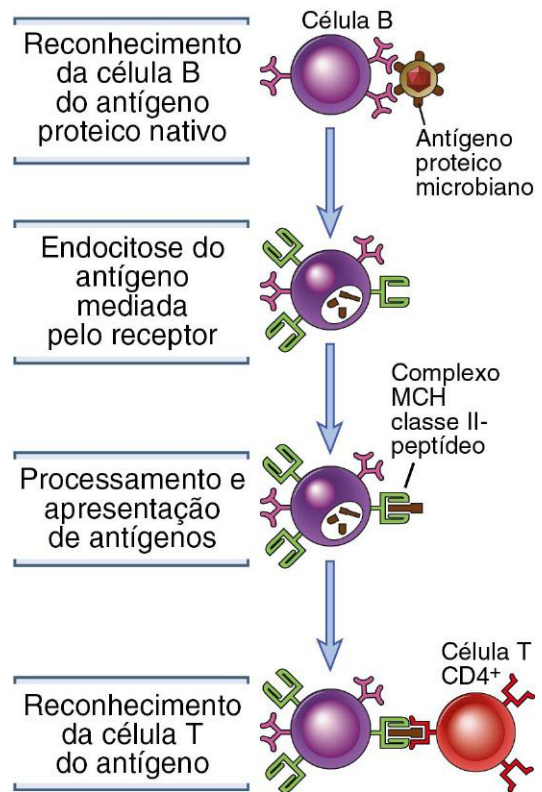 Célula B
Reconhecimento
da célula B
do antígeno
proteico nativo
Antígeno
proteico
microbiano
Endocitose do
antígeno
mediada
pelo receptor
Complexo
MCH
classe II-
peptídeo
Processamento e
apresentação
de antígenos
Célula T
CD4+
Reconhecimento
da célula T
do antígeno